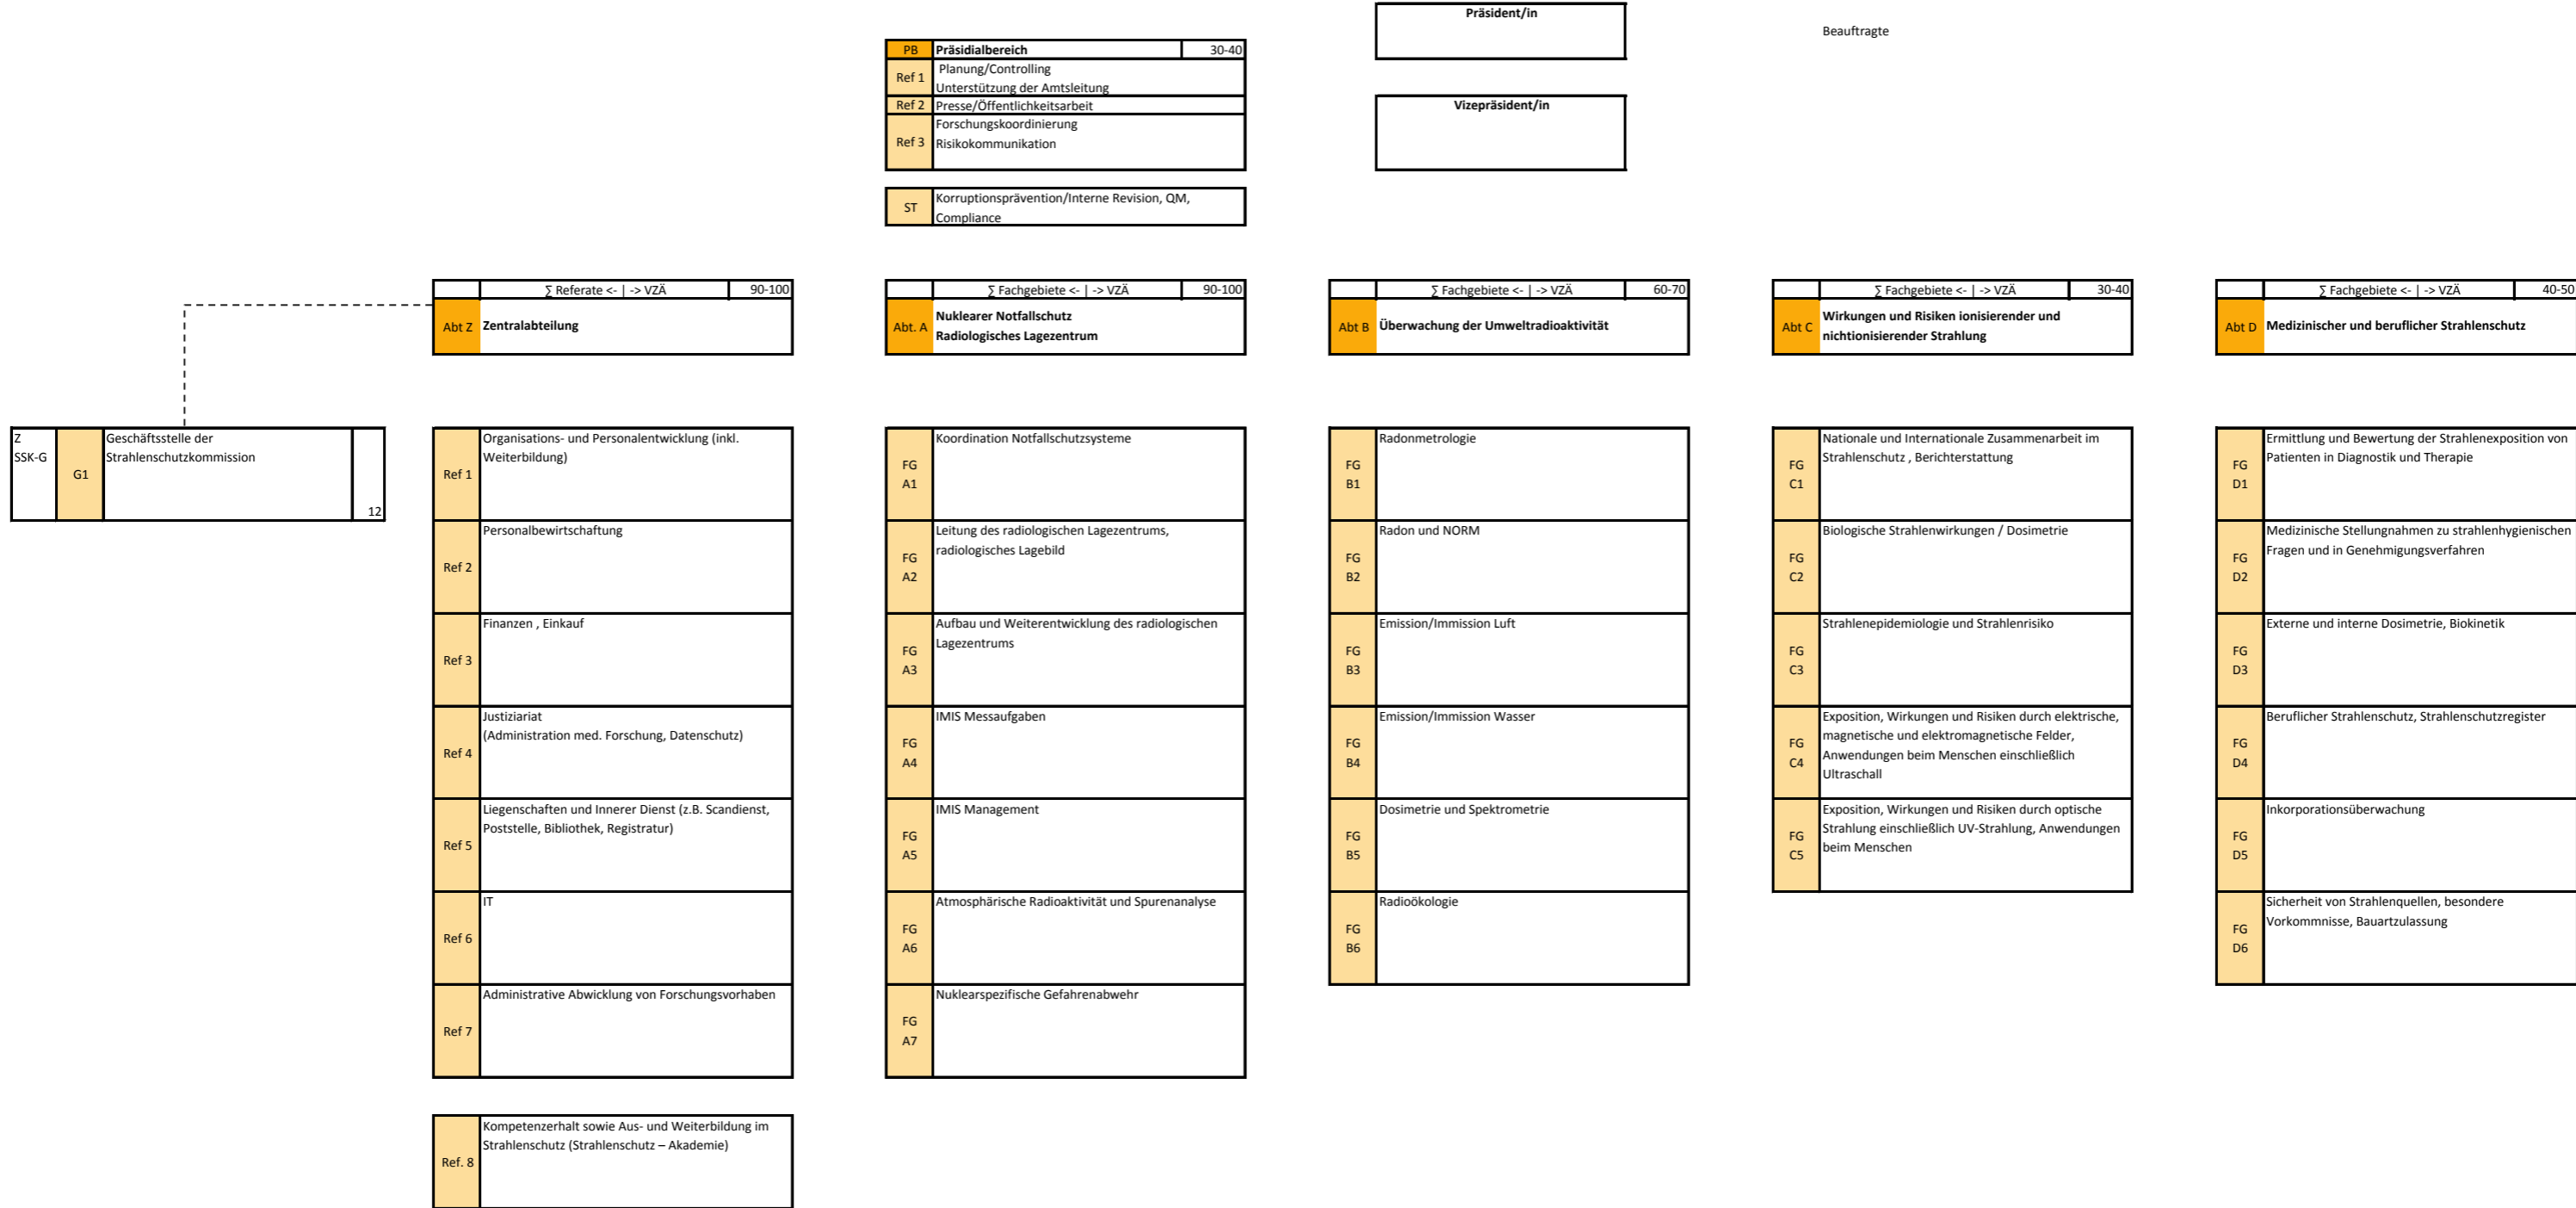 Präsident/in
Beauftragte
PB Präsidialbereich 30-40
Ref 1 Planung/Controlling
Unterstützung der Amtsleitung
Ref 2 Presse/Öffentlichkeitsarbeit
Vizepräsident/in
Ref 3 Forschungskoordinierung
Risikokommunikation
ST Korruptionsprävention/Interne Revision, QM,
Compliance
∑ Referate <- | -> VZÄ 90-100
Abt Z Zentralabteilung
∑ Fachgebiete <- | -> VZÄ 90-100
Abt. A Nuklearer Notfallschutz
Radiologisches Lagezentrum
∑ Fachgebiete <- | -> VZÄ 60-70
Abt B Überwachung der Umweltradioaktivität
∑ Fachgebiete <- | -> VZÄ 30-40
Abt C Wirkungen und Risiken ionisierender und
nichtionisierender Strahlung
∑ Fachgebiete <- | -> VZÄ 40-50
Abt D Medizinischer und beruflicher Strahlenschutz
Z
SSK-G
G1
Geschäftsstelle der
Strahlenschutzkommission
12
Ref 1
Organisations- und Personalentwicklung (inkl.
Weiterbildung)
Ref 2
Personalbewirtschaftung
Ref 3
Finanzen , Einkauf
Ref 4
Justiziariat
(Administration med. Forschung, Datenschutz)
Ref 5
Liegenschaften und Innerer Dienst (z.B. Scandienst,
Poststelle, Bibliothek, Registratur)
Ref 6
IT
Ref 7
Administrative Abwicklung von Forschungsvorhaben
Ref. 8
Kompetenzerhalt sowie Aus- und Weiterbildung im
Strahlenschutz (Strahlenschutz – Akademie)
FG
A1
Koordination Notfallschutzsysteme
FG
A2
Leitung des radiologischen Lagezentrums,
radiologisches Lagebild
FG
A3
Aufbau und Weiterentwicklung des radiologischen
Lagezentrums
FG
A4
IMIS Messaufgaben
FG
A5
IMIS Management
FG
A6
Atmosphärische Radioaktivität und Spurenanalyse
FG
A7
Nuklearspezifische Gefahrenabwehr
FG
B1
Radonmetrologie
FG
B2
Radon und NORM
FG
B3
Emission/Immission Luft
FG
B4
Emission/Immission Wasser
FG
B5
Dosimetrie und Spektrometrie
FG
B6
Radioökologie
FG
C1
Nationale und Internationale Zusammenarbeit im
Strahlenschutz , Berichterstattung
FG
C2
Biologische Strahlenwirkungen / Dosimetrie
FG
C3
Strahlenepidemiologie und Strahlenrisiko
FG
C4
Exposition, Wirkungen und Risiken durch elektrische,
magnetische und elektromagnetische Felder,
Anwendungen beim Menschen einschließlich
Ultraschall
FG
C5
Exposition, Wirkungen und Risiken durch optische
Strahlung einschließlich UV-Strahlung, Anwendungen
beim Menschen
FG
D1
Ermittlung und Bewertung der Strahlenexposition von
Patienten in Diagnostik und Therapie
FG
D2
Medizinische Stellungnahmen zu strahlenhygienischen
Fragen und in Genehmigungsverfahren
FG
D3
Externe und interne Dosimetrie, Biokinetik
FG
D4
Beruflicher Strahlenschutz, Strahlenschutzregister
FG
D5
Inkorporationsüberwachung
FG
D6
Sicherheit von Strahlenquellen, besondere
Vorkommnisse, Bauartzulassung